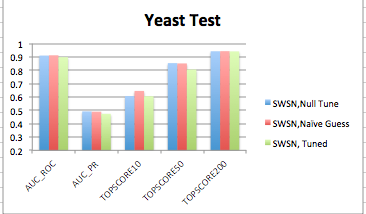 Yeast Test
1
0.9
0.8
0.7
0.6
0.5
0.4
0.3
0.2
AUC_ROC
AUC_PR
TOPSCORE10
TOPSCORE50
TOPSCORE200
SWSN,Null Tune
SWSN,Naïve Guess
SWSN, Tuned